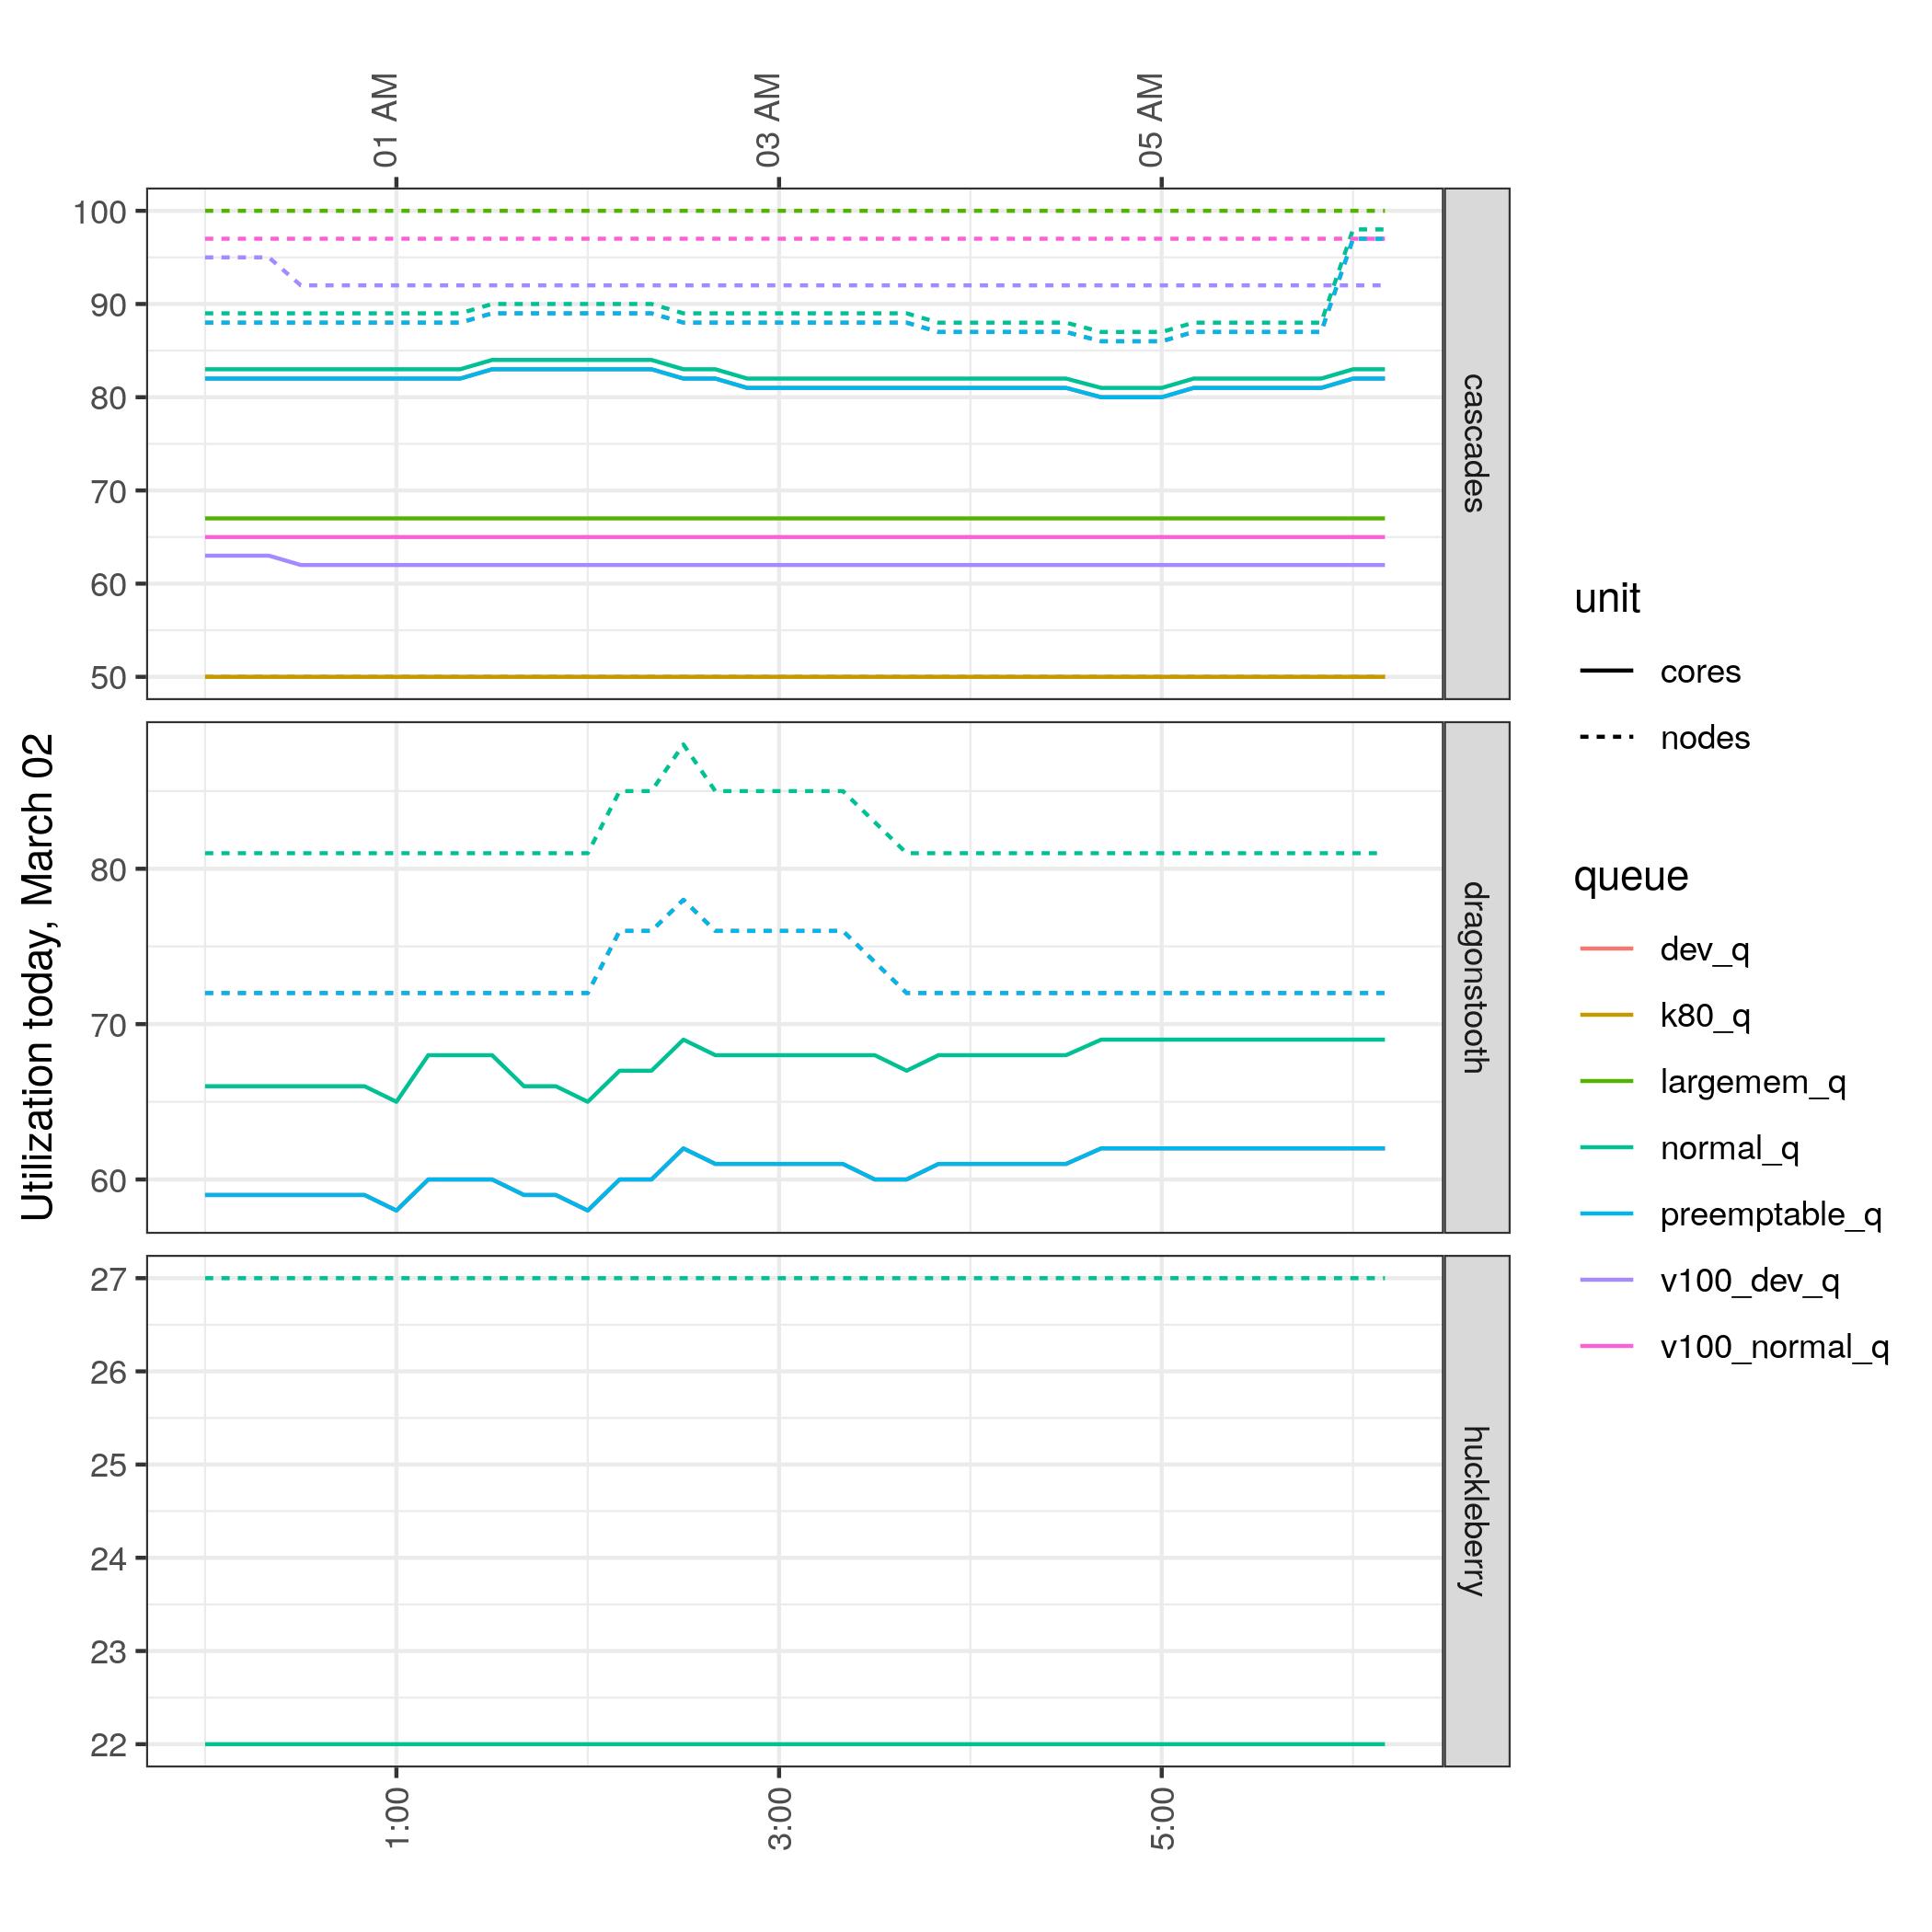 01 AM
03 AM
05 AM
Utilization today, March 02
100
90
80
70
60
50
cascades
80
70
60
dragonstooth
27
26
25
24
23
22
huckleberry
1:00
3:00
5:00
unit
cores
nodes
queue
dev_q
k80_q
largemem_q
normal_q
preemptable_q
v100_dev_q
v100_normal_q